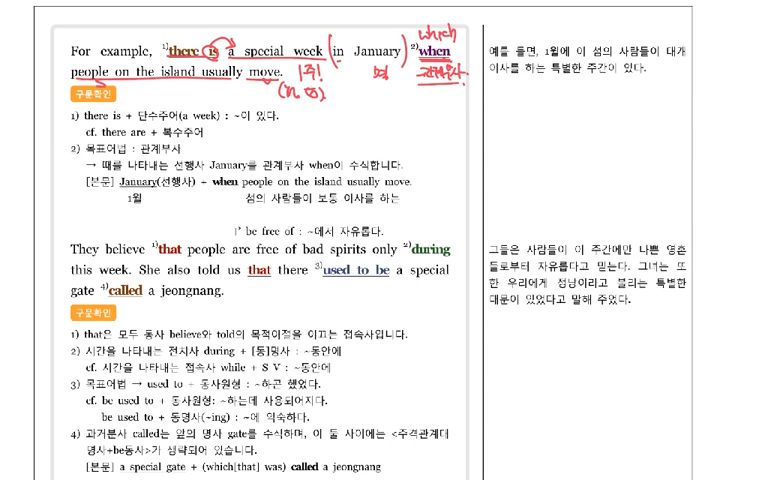 which
For example, 1)there is a special week (in January) 2)when
people on the island usually move.
예를 들면, 1월에 이 섬의 사람들이 대개
이사를 하는 특별한 주간이 있다.
구문확인
1) there is + 단수주어(a week) : ~이 있다.
cf. there are + 복수주어
2) 목표어법 : 관계부사
→ 때를 나타내는 선행사 January를 관계부사 when이 수식합니다.
[본문] January(선행사) + when people on the island usually move.
1월 섬의 사람들이 보통 이사를 하는
be free of : ~에서 자유롭다.
They believe 1)that people are free of bad spirits only 2)during
this week. She also told us that there 3)used to be a special
gate 4)called a jeongnang.
그들은 사람들이 이 주간에만 나쁜 영혼
들로부터 자유롭다고 믿는다. 그녀는 또
한 우리에게 정낭이라고 불리는 특별한
대문이 있었다고 말해 주었다.
구문확인
1) that은 모두 동사 believe와 told의 목적이절을 이끄는 접속사입니다.
2) 시간을 나타내는 전치사 during + [동]명사 : ~동안에
cf. 시간을 나타내는 접속사 while + S V : ~동안에
3) 목표어법 → used to + 동사원형 : ~하곤 했었다.
cf. be used to + 동사원형: ~하는데 사용되어지다.
be used to + 동명사(~ing) : ~에 익숙하다.
4) 과거분사 called는 앞의 명사 gate를 수식하며, 이 둘 사이에는 <주격관계대
명사+be동사>가 생략되어 있습니다.
[본문] a special gate + (which[that] was) called a jeongnang